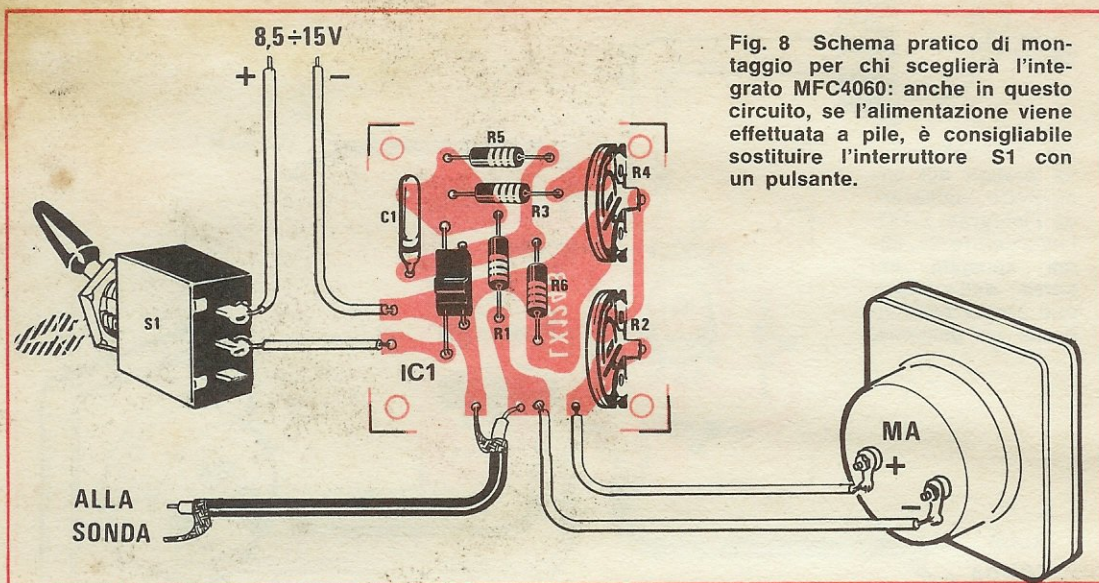 8,5÷15V
+ −
Fig. 8 Schema pratico di mon-
taggio per chi sceglierà l'inte-
grato MFC4060: anche in questo
circuito, se l'alimentazione viene
effettuata a pile, è consigliabile
sostituire l'interruttore S1 con
un pulsante.
R5
R4
C1
R3
S1
R6
R1
R2
IC1
MA
+
-
ALLA
SONDA